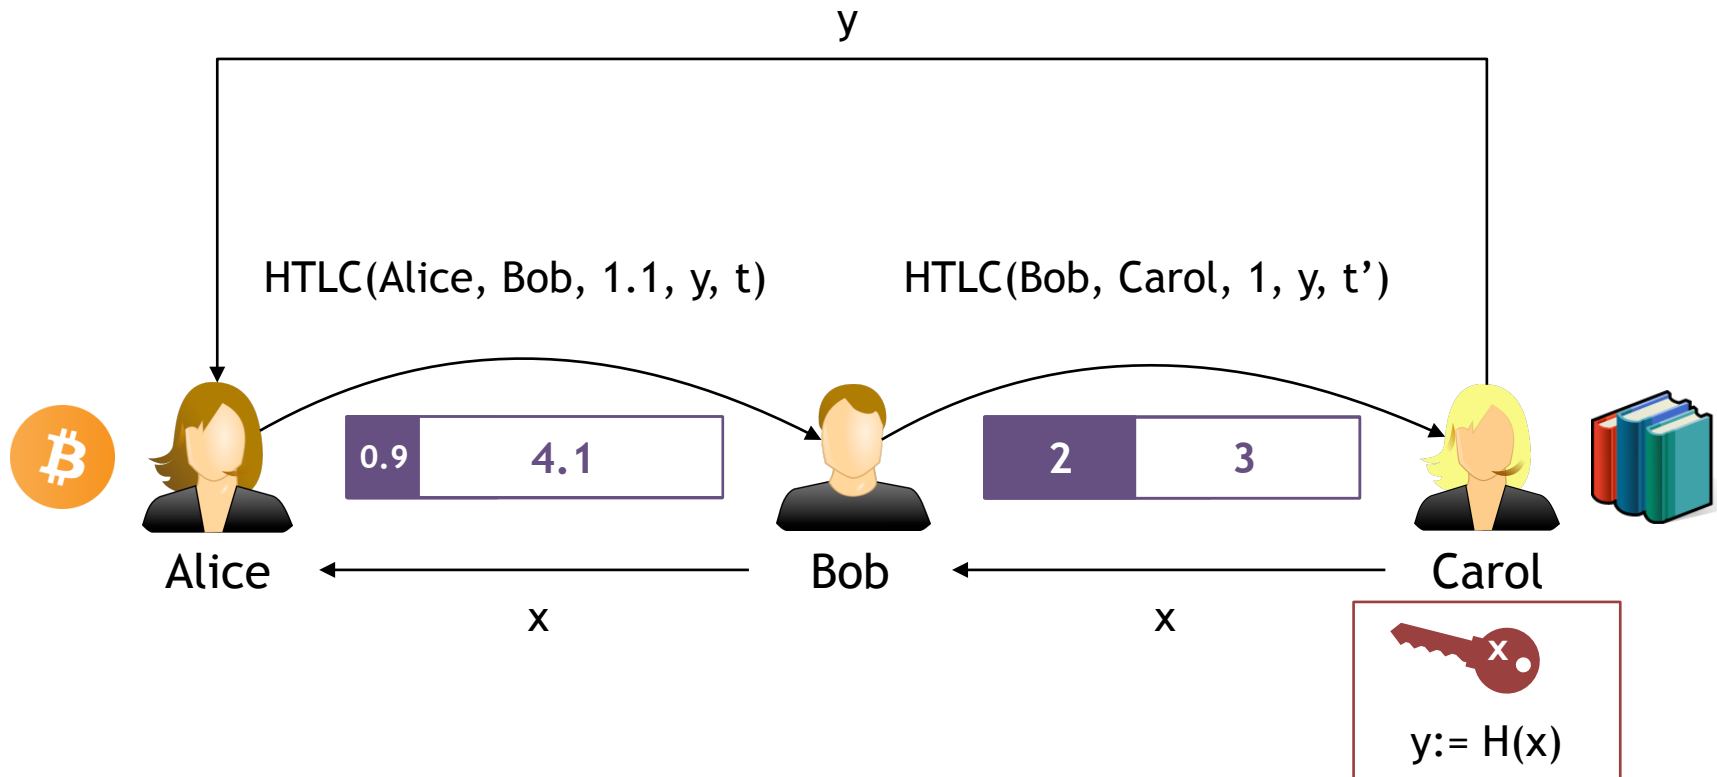 y
HTLC(Alice, Bob, 1.1, y, t)
HTLC(Bob, Carol, 1, y, t’)
0.9
4.1
2
3
Alice
Bob
Carol
x
x
x
y:= H(x)